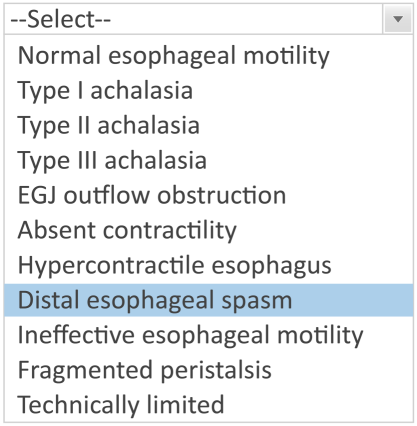 --Select--
Normal esophageal motility
Type I achalasia
Type II achalasia
Type III achalasia
EGJ outflow obstruction
Absent contractility
Hypercontractile esophagus
Distal esophageal spasm
Ineffective esophageal motility
Fragmented peristalsis
Technically limited